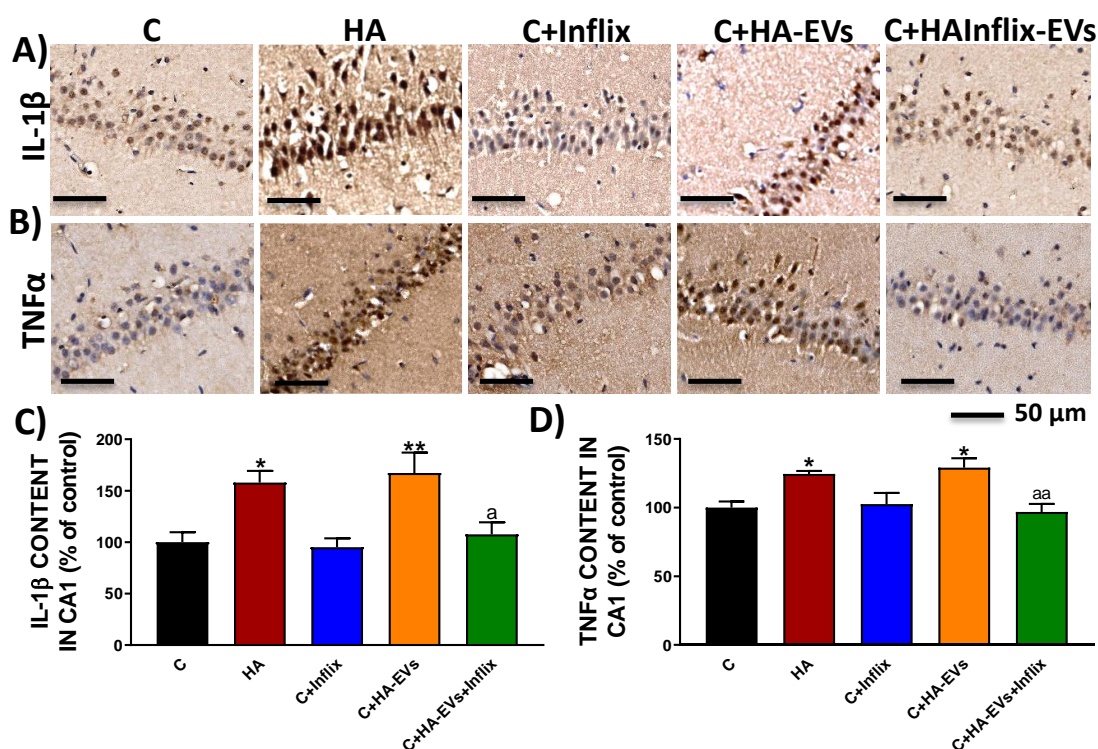 C HA C+Inflix C+HA-EVs C+HAInflix-EVs
A)
IL-1β
B)
TNFα
50 µm
C)
IL-1β CONTENT
IN CA1 (% of control)
200
150
100
50
0
*
**
a
C
HA
C+Inflix
C+HA-EVs
C+HA-EVs+Inflix
D)
TNFα CONTENT IN
CA1 (% of control)
150
100
50
0
*
*
aa
C
HA
C+Inflix
C+HA-EVs
C+HA-EVs+Inflix